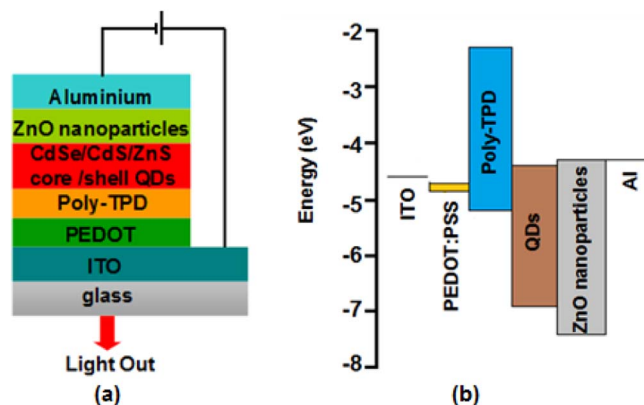 Aluminium
ZnO nanoparticles
CdSe/CdS/ZnS
core /shell QDs
Poly-TPD
PEDOT
ITO
glass
Light Out
(a)
Energy (eV)
-2
-3
-4
-5
-6
-7
-8
ITO
PEDOT:PSS
Poly-TPD
QDs
ZnO nanoparticles
Al
(b)